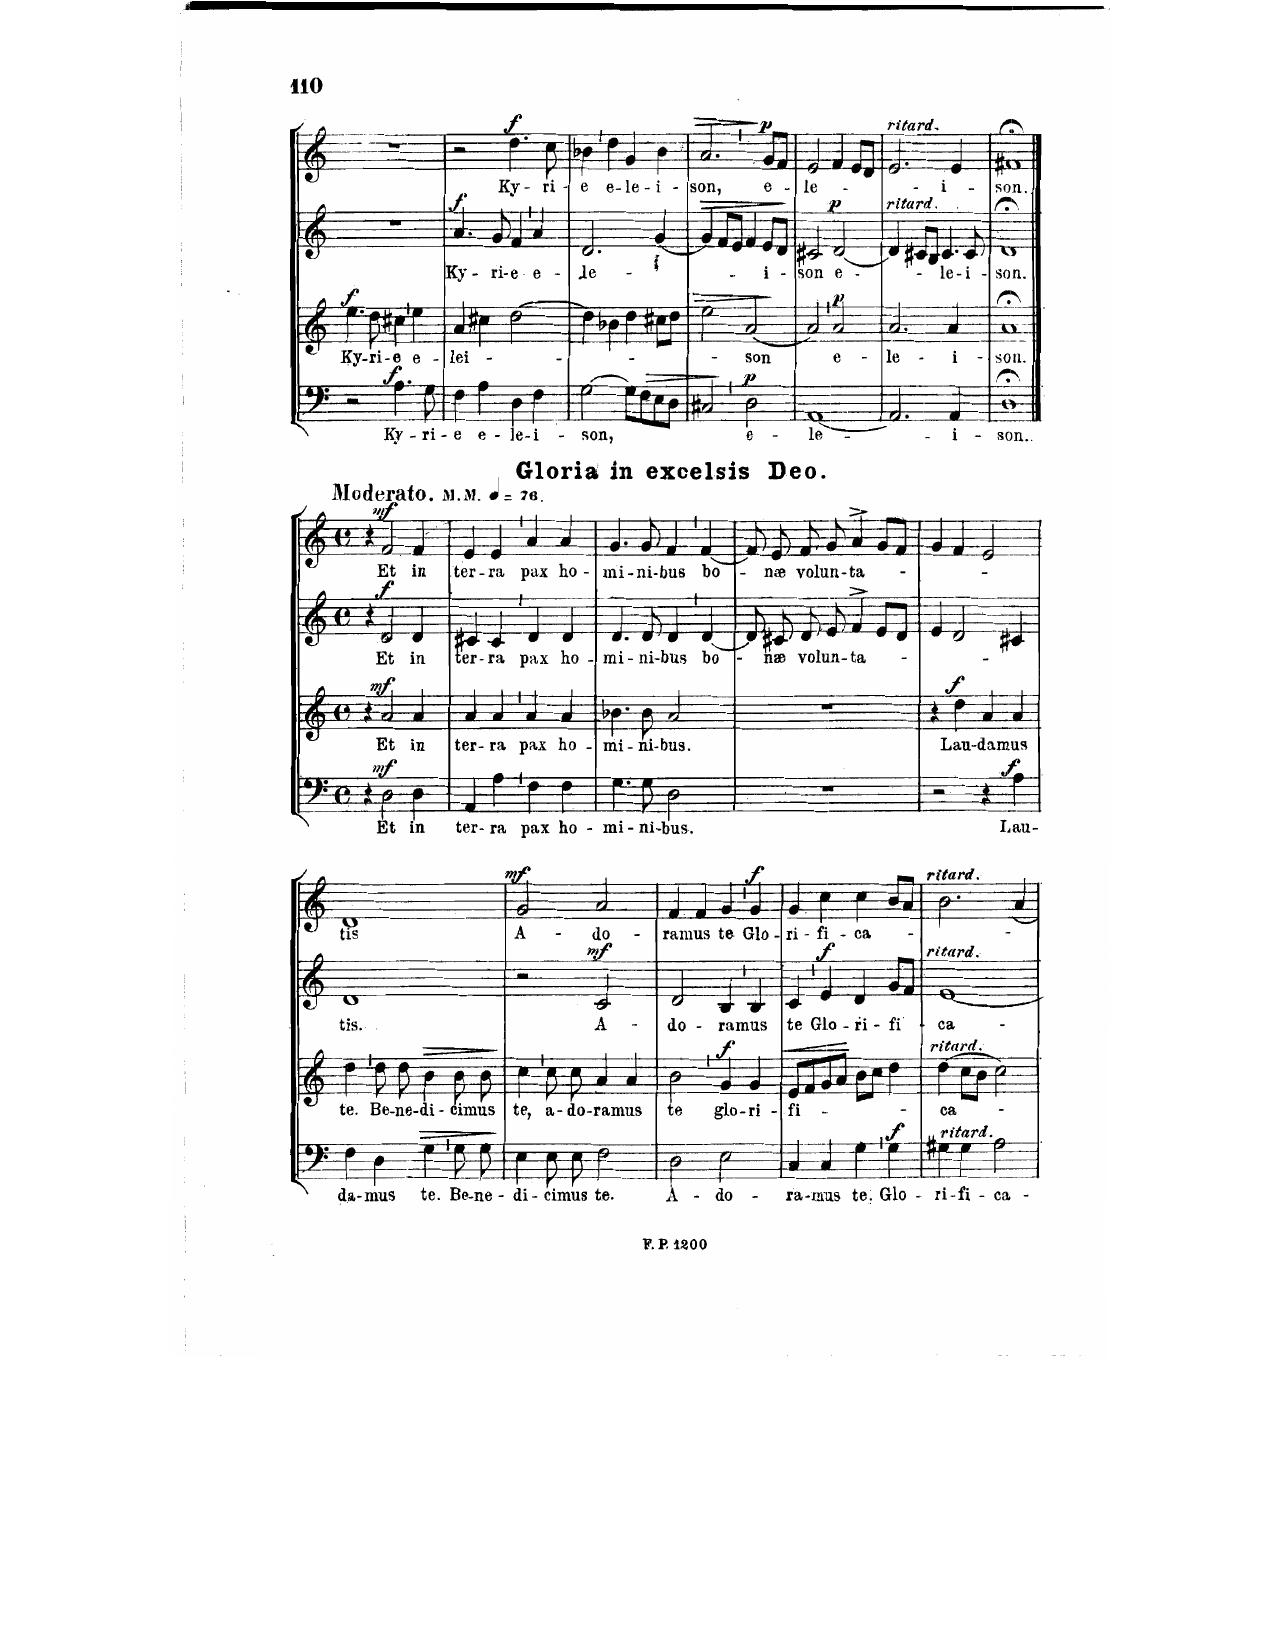 110
f p ritard.
Ky - ri - e e-le-i - son, e - le - - - i - son.
f p ritard.
Ky - ri-e e - le - - i - son e - - le-i - son.
f p
Ky-ri-e e - lei - - - - son e - le - i - son.
f p
Ky - ri - e e - le-i - son, e - le - - i - son.
Gloria in excelsis Deo.
Moderato. M.M. = 76.
mf
Et in ter-ra pax ho - mi-ni-bus bo - næ volun-ta - - -
f
Et in ter-ra pax ho - mi-ni-bus bo - næ volun-ta - - -
mf f
Et in ter-ra pax ho - mi-ni-bus. Lau-damus
mf f
Et in ter-ra pax ho - mi-ni-bus. Lau-
mf f ritard.
tis A - do - ramus te Glo - ri - fi - ca - - -
mf f ritard.
tis. A - do - ramus te Glo - ri - fi - ca -
f ritard.
te. Be-ne-di - cimus te, a-do-ramus te glo-ri - fi - - ca -
f ritard.
da-mus te. Be-ne - di - cimus te. A - do - ra-mus te. Glo - ri-fi - ca -
F. P. 1200